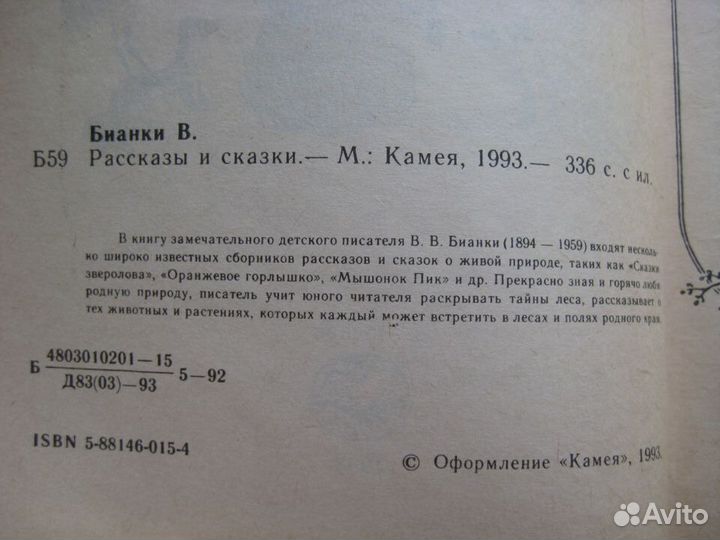 Бианки В.
Б59 Рассказы и сказки.— М.: Камея, 1993.— 336 с. с ил.
В книгу замечательного детского писателя В. В. Бианки (1894 — 1959) входят несколь-
ко широко известных сборников рассказов и сказок о живой природе, таких как «Сказки
зверолова», «Оранжевое горлышко», «Мышонок Пик» и др. Прекрасно зная и горячо любя
родную природу, писатель учит юного читателя раскрывать тайны леса, рассказывает о
тех животных и растениях, которых каждый может встретить в лесах и полях родного края.
4803010201—15
Б 5—92
Д83(03)—93
ISBN 5-88146-015-4
© Оформление «Камея», 1993.
Avito